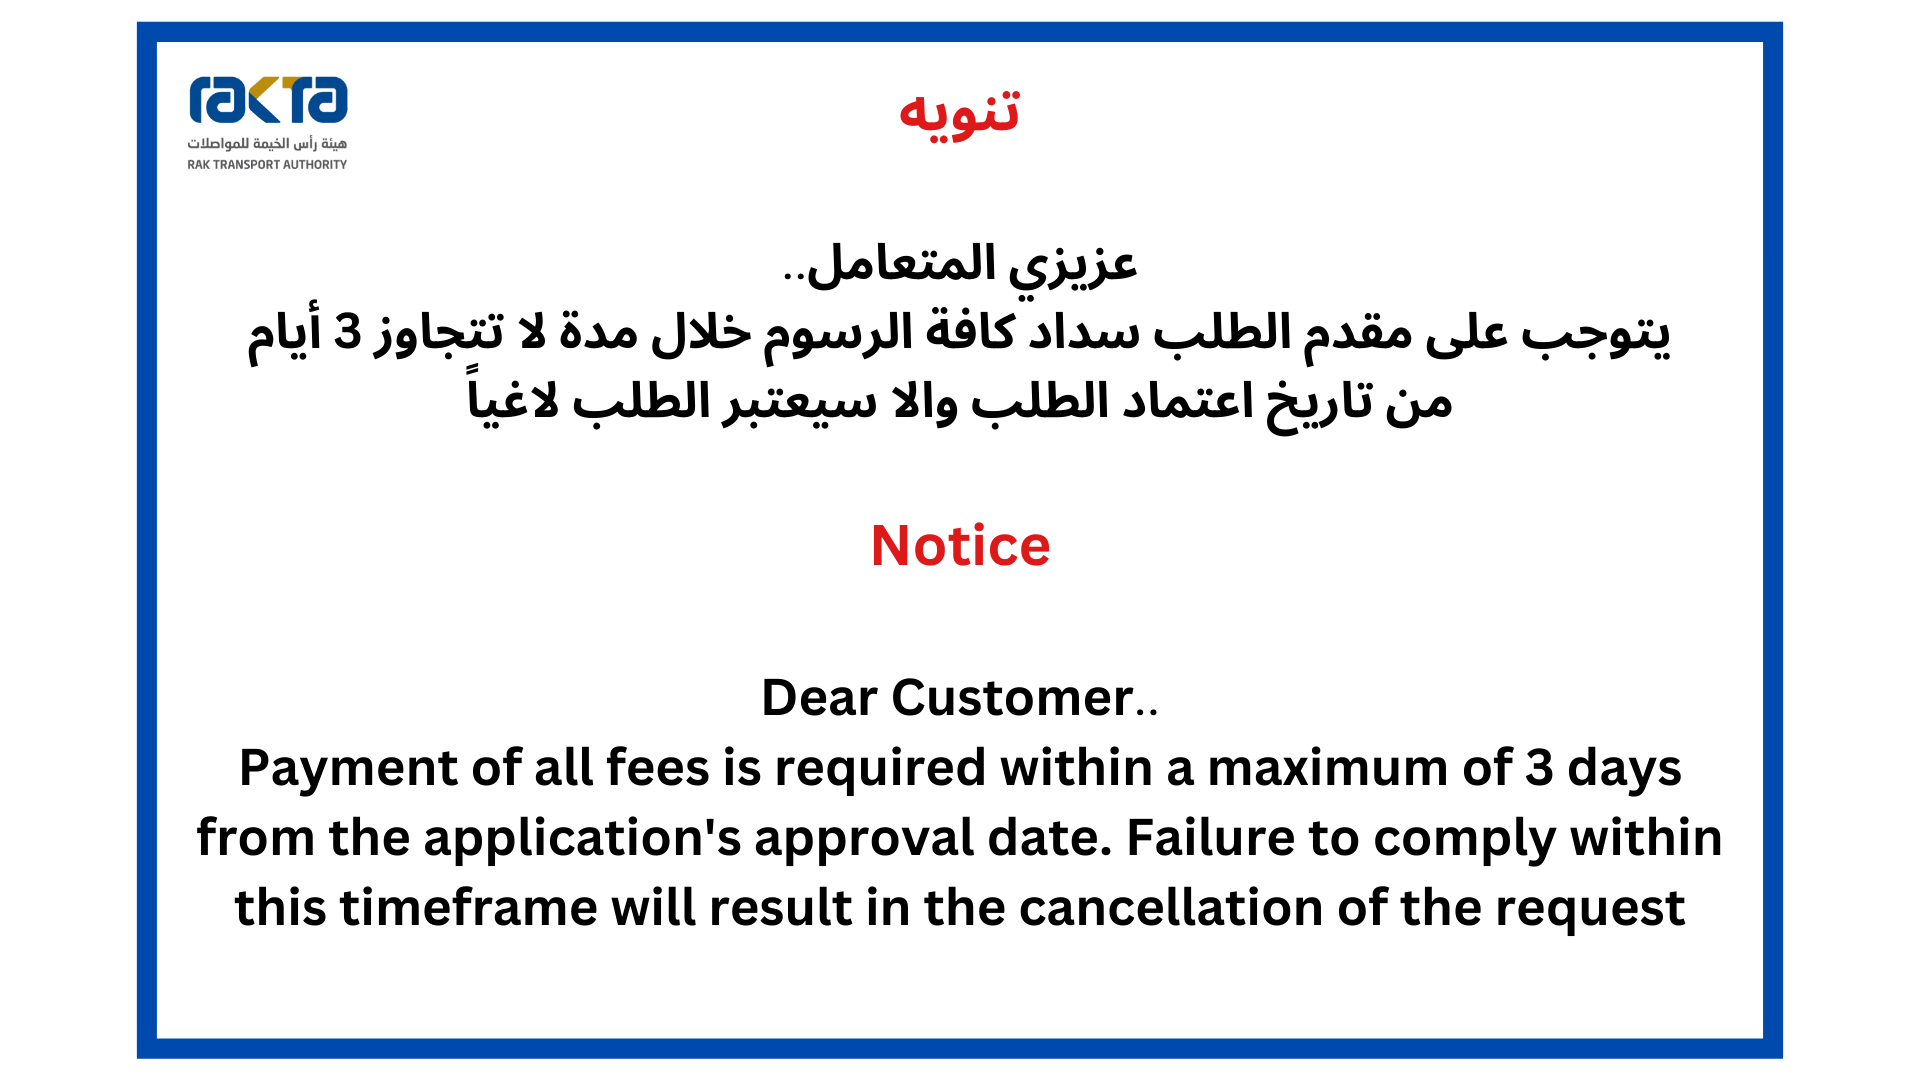 rakta
هيئة رأس الخيمة للمواصلات
RAK TRANSPORT AUTHORITY
تنويه
عزيزي المتعامل..
يتوجب على مقدم الطلب سداد كافة الرسوم خلال مدة لا تتجاوز 3 أيام
من تاريخ اعتماد الطلب والا سيعتبر الطلب لاغياً
Notice
Dear Customer..
Payment of all fees is required within a maximum of 3 days
from the application's approval date. Failure to comply within
this timeframe will result in the cancellation of the request